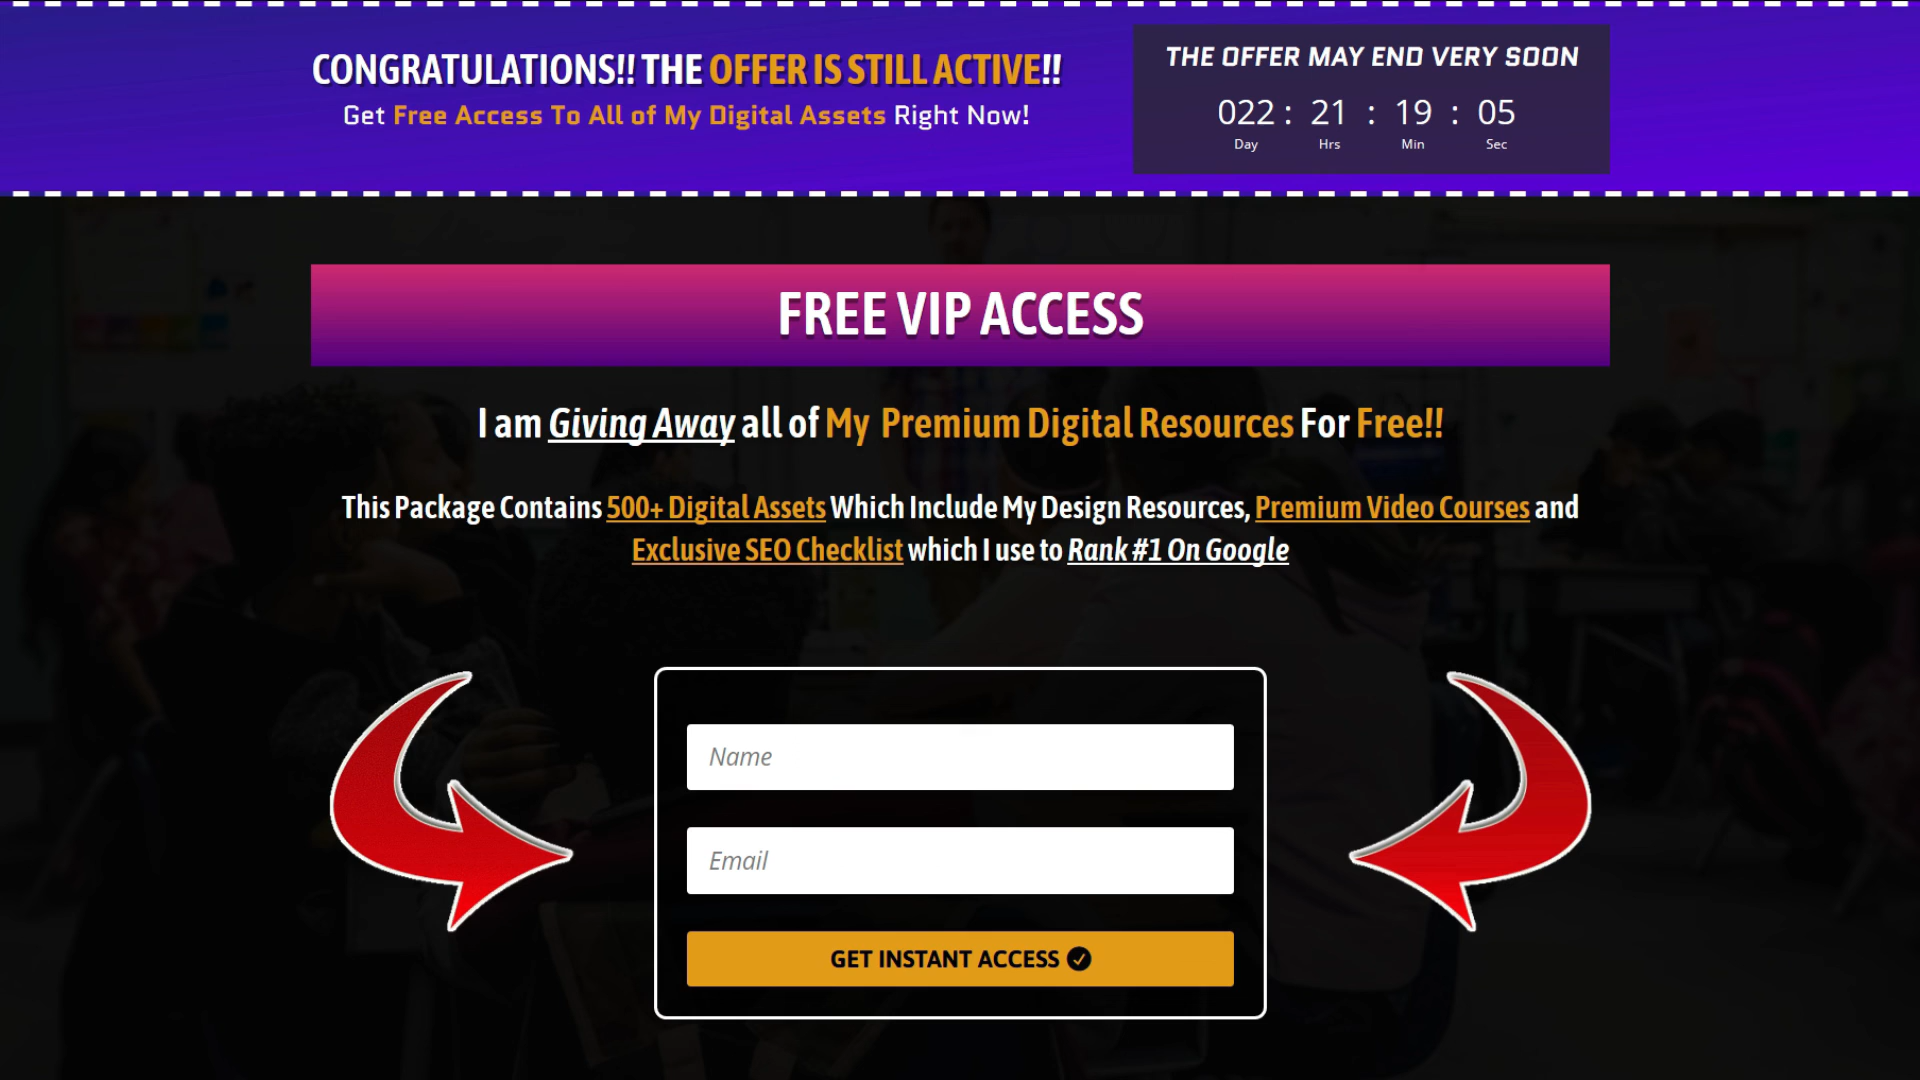 CONGRATULATIONS!! THE OFFER IS STILL ACTIVE!!
Get Free Access To All of My Digital Assets Right Now!
THE OFFER MAY END VERY SOON
022 : 21 : 19 : 05
Day Hrs Min Sec
FREE VIP ACCESS
I am Giving Away all of My Premium Digital Resources For Free!!
This Package Contains 500+ Digital Assets Which Include My Design Resources, Premium Video Courses and
Exclusive SEO Checklist which I use to Rank #1 On Google
Name
Email
GET INSTANT ACCESS